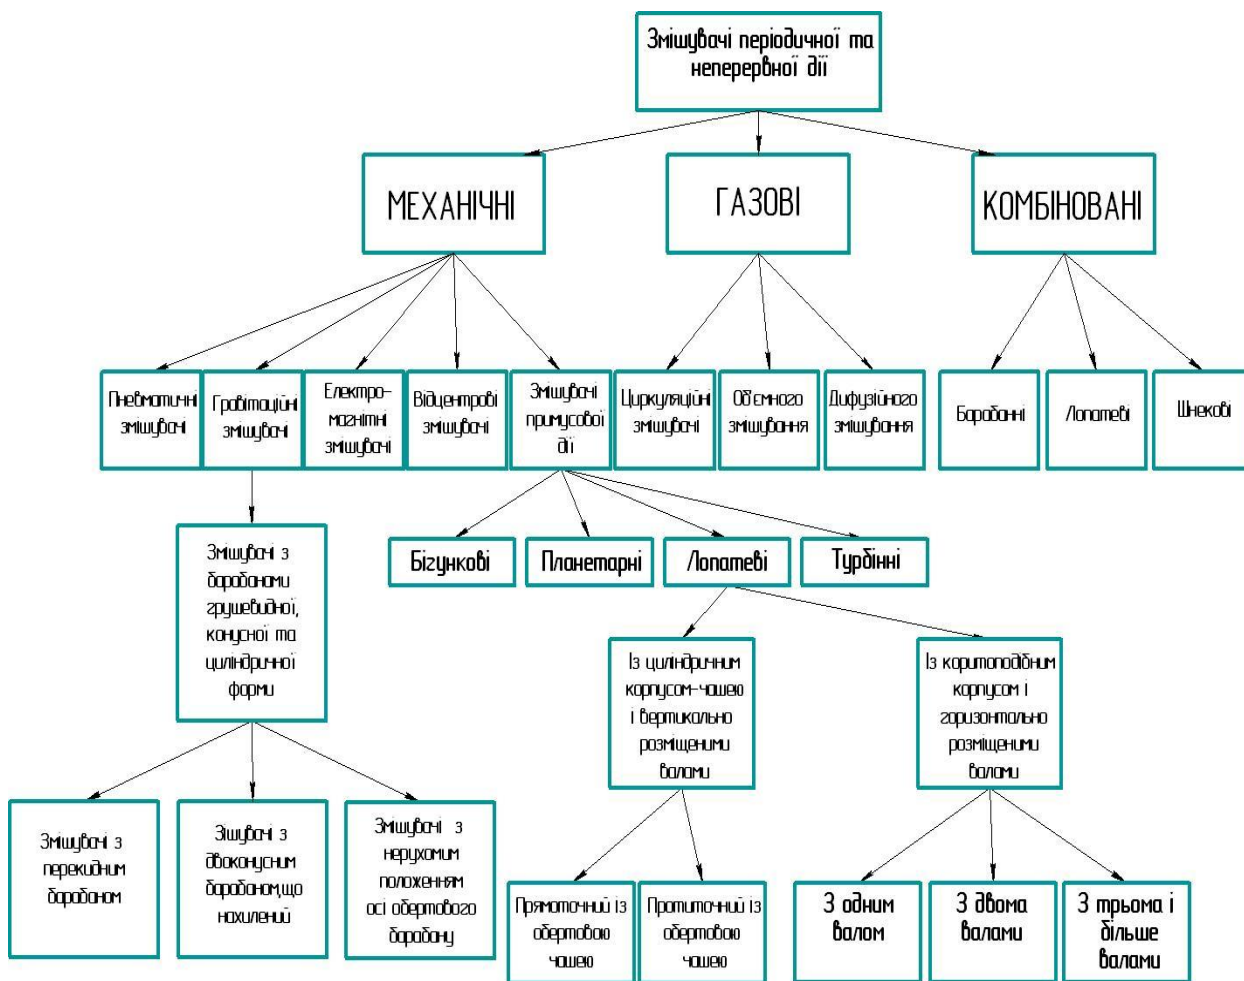 Змішувачі періодичної та
неперервної дії
МЕХАНІЧНІ
ГАЗОВІ
КОМБІНОВАНІ
Пневматичні
змішувачі
Гравітаційні
змішувачі
Електро-
магнітні
змішувачі
Відцентрові
змішувачі
Змішувачі
примусової
дії
Циркуляційні
змішувачі
Об'ємного
змішування
Дифузійного
змішування
Барабанні
Лопатеві
Шнекові
Змішувачі з
барабанами
грушевидної,
конусної та
циліндричної
форми
Бігункові
Планетарні
Лопатеві
Турбінні
Із циліндричним
корпусом-чашею
і вертикально
розміщеними
валами
Із коритоподібним
корпусом і
горизонтально
розміщеними
валами
Змішувачі з
перекидним
барабаном
Зішувачі з
двоконусним
барабаном,що
нахилений
Змішувачі з
нерухомим
положенням
осі обертового
барабану
Прямоточний із
обертовою
чашею
Протиточний із
обертовою
чашею
З одним
валом
З двома
валами
З трьома і
більше
валами